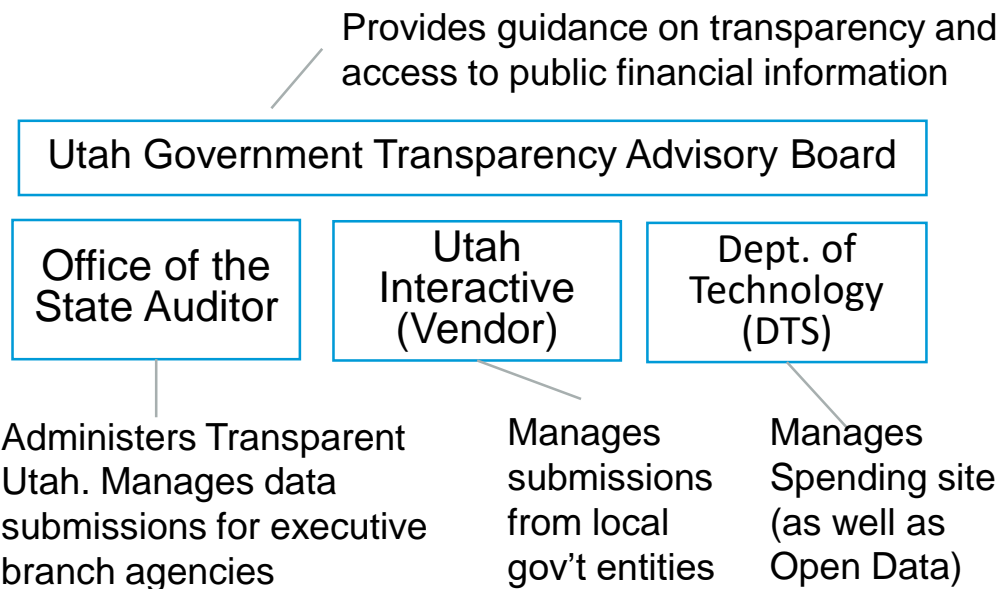 Provides guidance on transparency and
access to public financial information
Utah Government Transparency Advisory Board
Office of the
State Auditor
Utah
Interactive
(Vendor)
Dept. of
Technology
(DTS)
Administers Transparent
Utah. Manages data
submissions for executive
branch agencies
Manages
submissions
from local
gov't entities
Manages
Spending site
(as well as
Open Data)